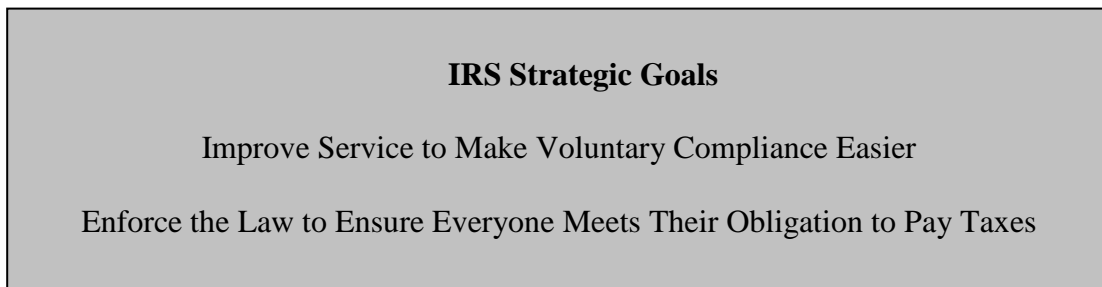 IRS Strategic Goals
Improve Service to Make Voluntary Compliance Easier
Enforce the Law to Ensure Everyone Meets Their Obligation to Pay Taxes